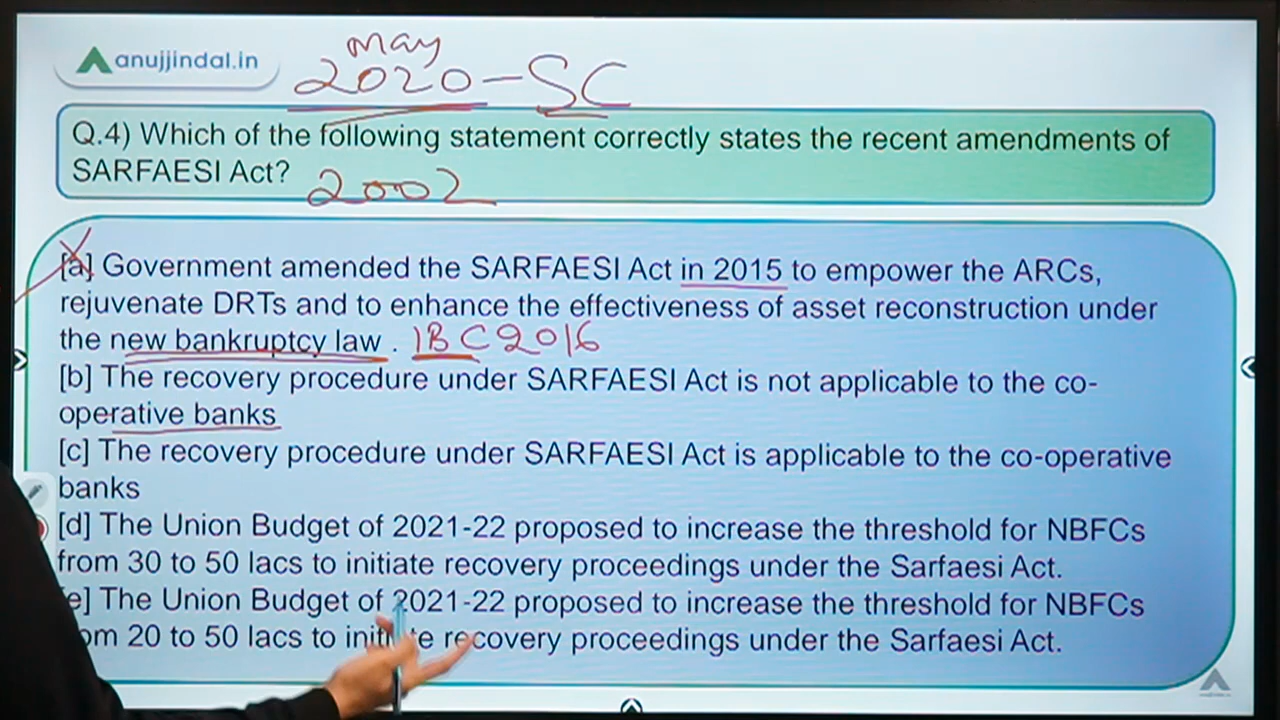 anujjindal.in
may
2020-SC
Q.4) Which of the following statement correctly states the recent amendments of
SARFAESI Act?
2002
[a] Government amended the SARFAESI Act in 2015 to empower the ARCs,
rejuvenate DRTs and to enhance the effectiveness of asset reconstruction under
the new bankruptcy law . IBC 2016
[b] The recovery procedure under SARFAESI Act is not applicable to the co-
operative banks
[c] The recovery procedure under SARFAESI Act is applicable to the co-operative
banks
[d] The Union Budget of 2021-22 proposed to increase the threshold for NBFCs
from 30 to 50 lacs to initiate recovery proceedings under the Sarfaesi Act.
e] The Union Budget of 2021-22 proposed to increase the threshold for NBFCs
om 20 to 50 lacs to initiate recovery proceedings under the Sarfaesi Act.